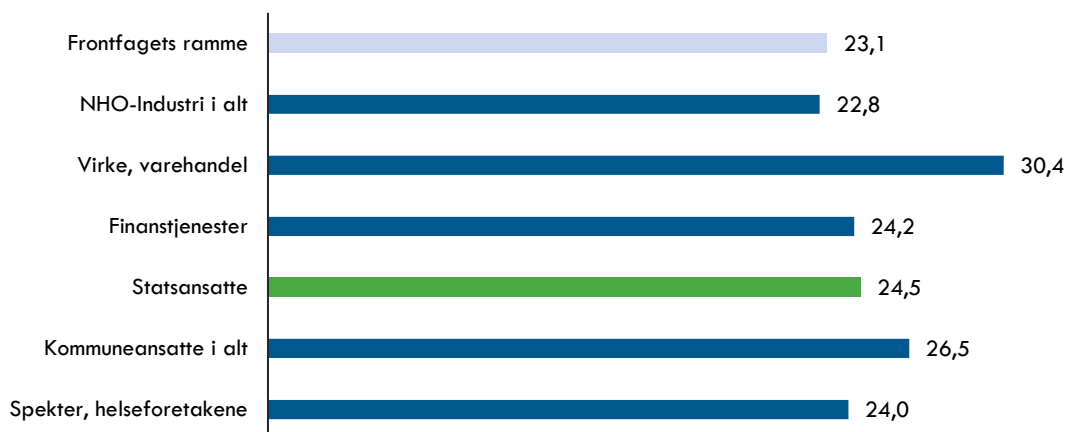 Frontfagets ramme 23,1
NHO-Industri i alt 22,8
Virke, varehandel 30,4
Finanstjenester 24,2
Statsansatte 24,5
Kommuneansatte i alt 26,5
Spekter, helseforetakene 24,0